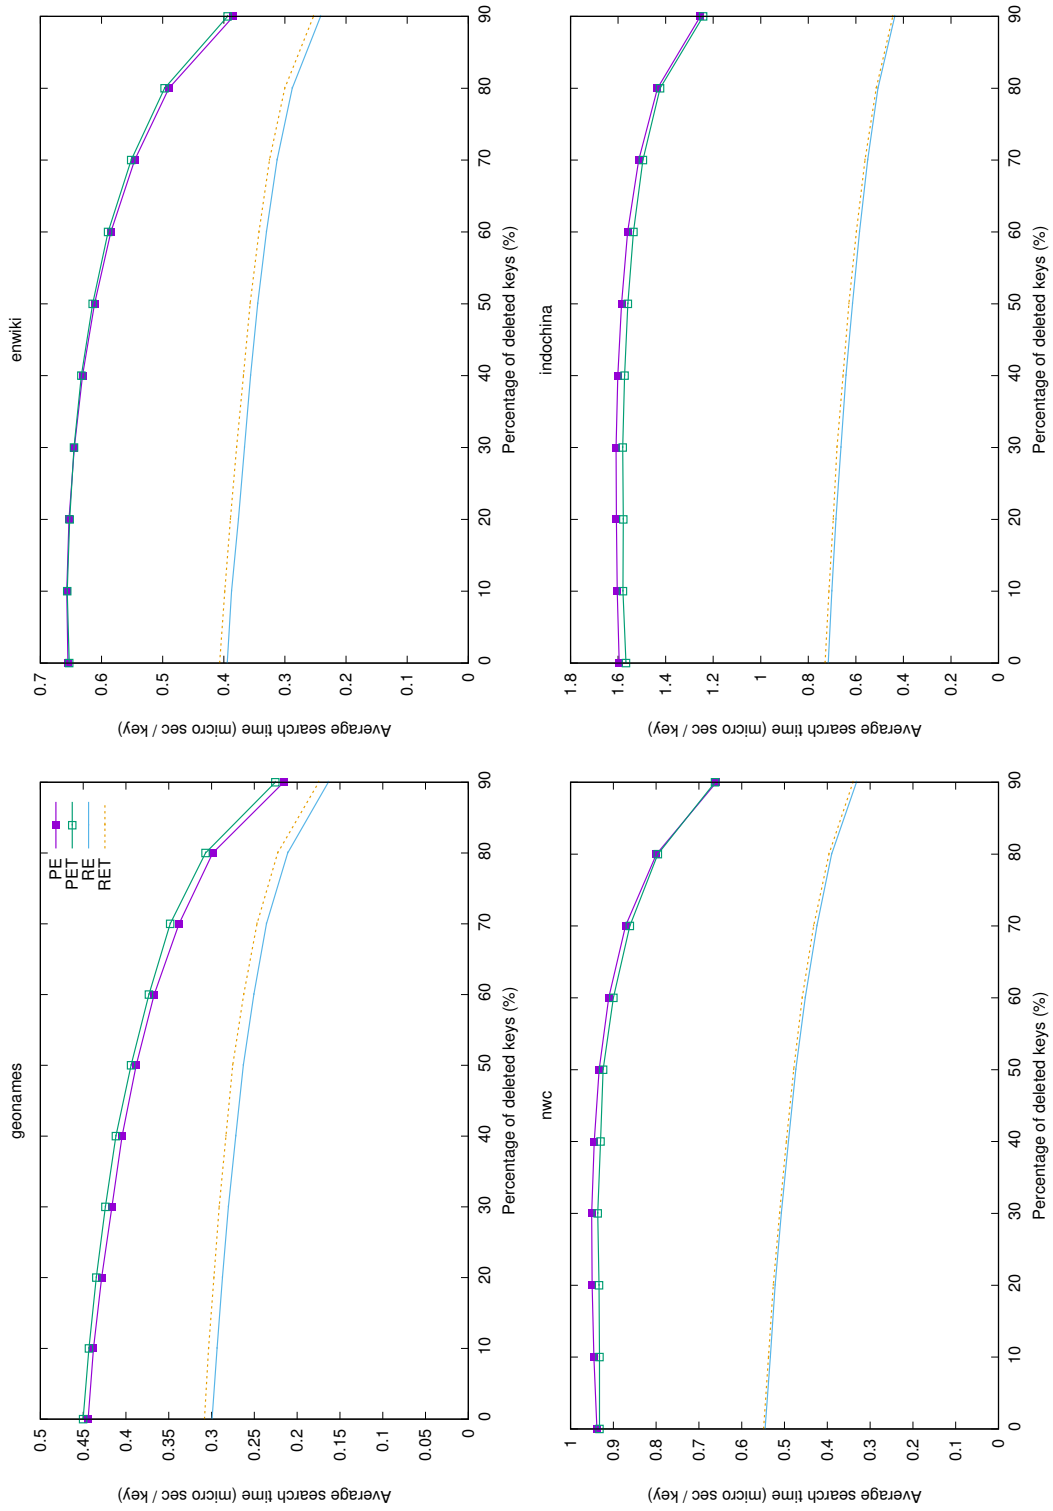 geonames
Average search time (micro sec / key)
0.5
0.45
0.4
0.35
0.3
0.25
0.2
0.15
0.1
0.05
0
0 10 20 30 40 50 60 70 80 90
Percentage of deleted keys (%)
PE
PET
RE
RET
enwiki
Average search time (micro sec / key)
0.7
0.6
0.5
0.4
0.3
0.2
0.1
0
0 10 20 30 40 50 60 70 80 90
Percentage of deleted keys (%)
nwc
Average search time (micro sec / key)
1
0.9
0.8
0.7
0.6
0.5
0.4
0.3
0.2
0.1
0
0 10 20 30 40 50 60 70 80 90
Percentage of deleted keys (%)
indochina
Average search time (micro sec / key)
1.8
1.6
1.4
1.2
1
0.8
0.6
0.4
0.2
0
0 10 20 30 40 50 60 70 80 90
Percentage of deleted keys (%)